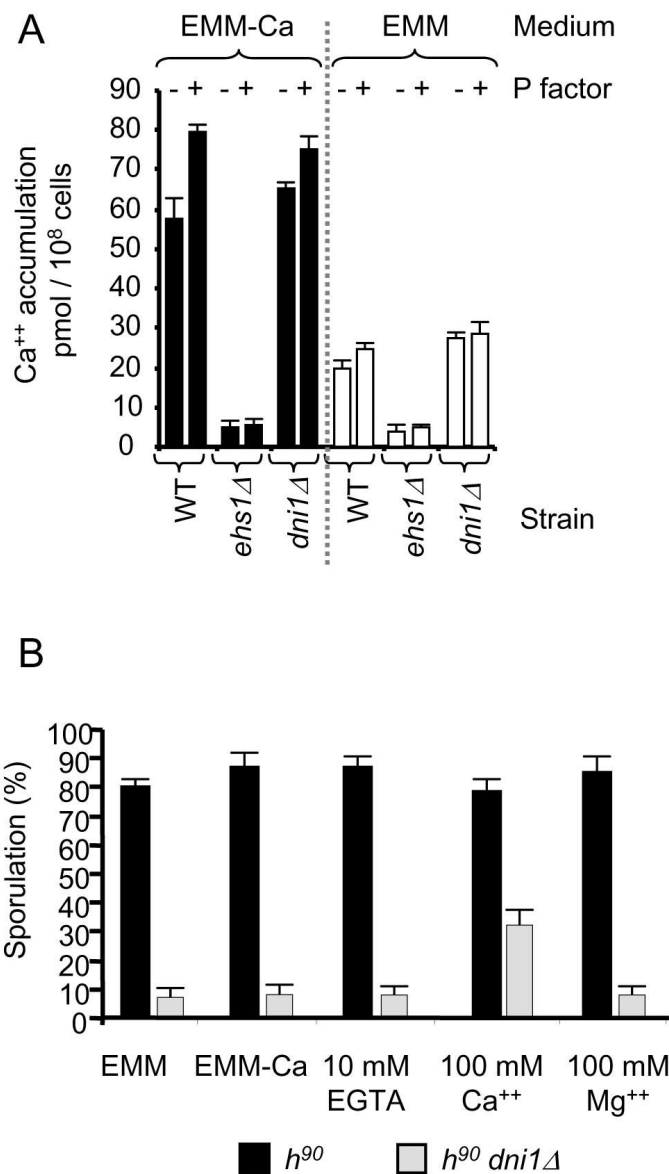 A
EMM-Ca EMM Medium
- + - + - + - + - + - + P factor
90
80
70
60
50
40
30
20
10
0
Ca++ accumulation
pmol / 10⁸ cells
WT ehs1Δ dni1Δ WT ehs1Δ dni1Δ Strain
B
100
90
80
70
60
50
40
30
20
10
0
Sporulation (%)
EMM EMM-Ca 10 mM 100 mM 100 mM
EGTA Ca++ Mg++
h⁹⁰ h⁹⁰ dni1Δ